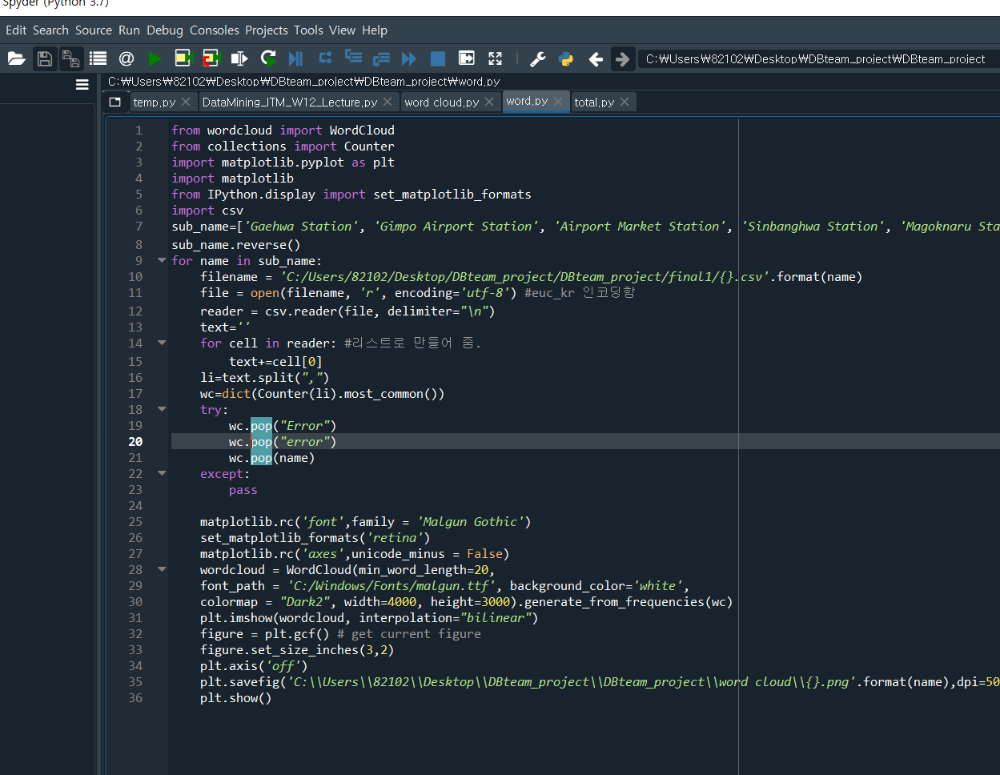 Spyder (Python 3.7)
Edit Search Source Run Debug Consoles Projects Tools View Help
C:₩Users₩82102₩Desktop₩DBteam_project₩DBteam_project
C:₩Users₩82102₩Desktop₩DBteam_project₩DBteam_project₩word.py
temp.py DataMining_ITM_W12_Lecture.py word cloud.py word.py total.py
1 from wordcloud import WordCloud
2 from collections import Counter
3 import matplotlib.pyplot as plt
4 import matplotlib
5 from IPython.display import set_matplotlib_formats
6 import csv
7 sub_name=['Gaehwa Station', 'Gimpo Airport Station', 'Airport Market Station', 'Sinbanghwa Station', 'Magoknaru Sta
8 sub_name.reverse()
9 for name in sub_name:
10 filename = 'C:/Users/82102/Desktop/DBteam_project/DBteam_project/final1/{}.csv'.format(name)
11 file = open(filename, 'r', encoding='utf-8') #euc_kr 인코딩함
12 reader = csv.reader(file, delimiter="\n")
13 text=''
14 for cell in reader: #리스트로 만들어 줌.
15 text+=cell[0]
16 li=text.split(",")
17 wc=dict(Counter(li).most_common())
18 try:
19 wc.pop("Error")
20 wc.pop("error")
21 wc.pop(name)
22 except:
23 pass
24
25 matplotlib.rc('font',family = 'Malgun Gothic')
26 set_matplotlib_formats('retina')
27 matplotlib.rc('axes',unicode_minus = False)
28 wordcloud = WordCloud(min_word_length=20,
29 font_path = 'C:/Windows/Fonts/malgun.ttf', background_color='white',
30 colormap = "Dark2", width=4000, height=3000).generate_from_frequencies(wc)
31 plt.imshow(wordcloud, interpolation="bilinear")
32 figure = plt.gcf() # get current figure
33 figure.set_size_inches(3,2)
34 plt.axis('off')
35 plt.savefig('C:\\Users\\82102\\Desktop\\DBteam_project\\DBteam_project\\word cloud\\{}.png'.format(name),dpi=50
36 plt.show()